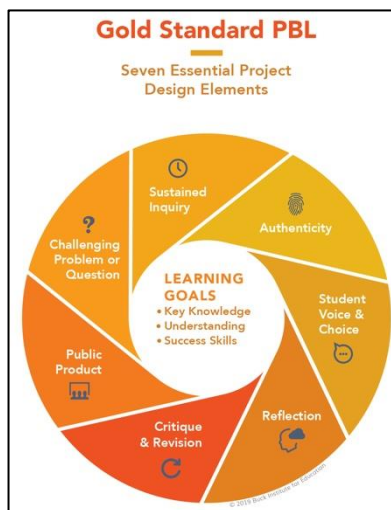 Gold Standard PBL
Seven Essential Project
Design Elements
?
Challenging
Problem or
Question
Sustained
Inquiry
Authenticity
Student
Voice &
Choice
Reflection
Critique
& Revision
Public
Product
LEARNING
GOALS
• Key Knowledge
• Understanding
• Success Skills
© 2019 Buck Institute for Education